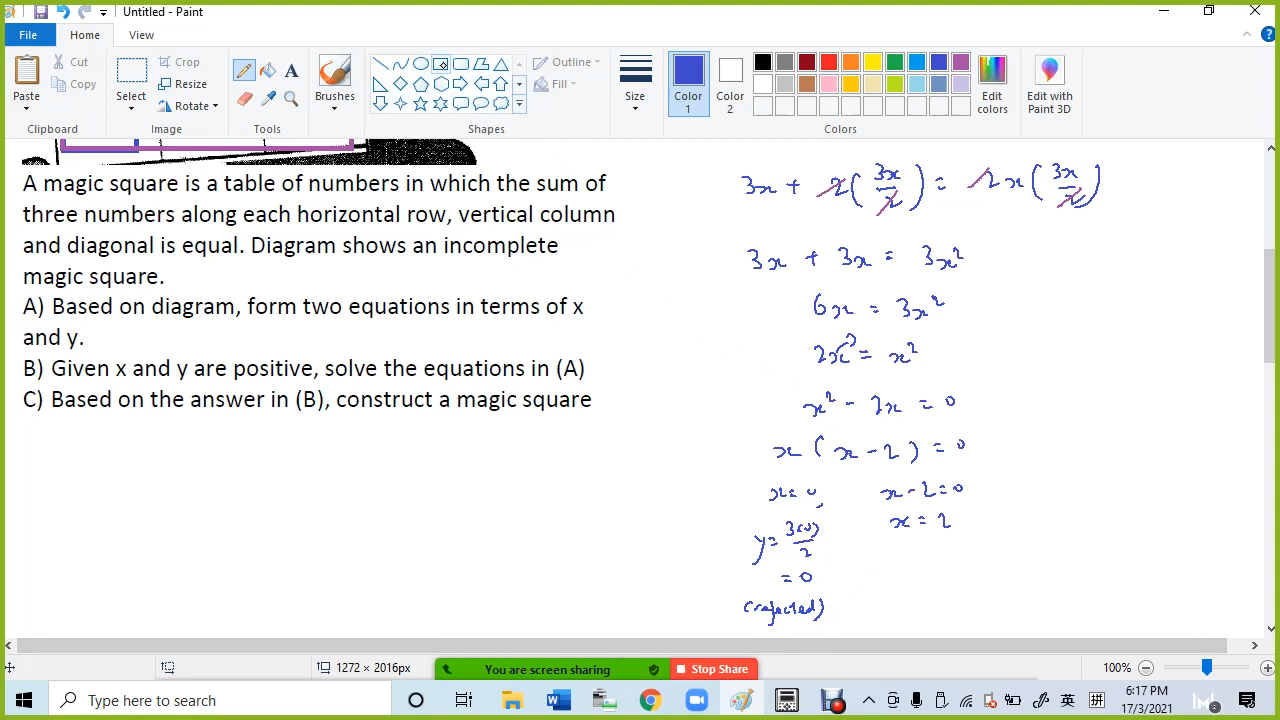 Untitled - Paint
File Home View
Paste
Cut
Copy
Clipboard
Select
Crop
Resize
Rotate
Image
A
Tools
Brushes
Outline
Fill
Shapes
Size
Color 1
Color 2
Edit colors
Colors
Edit with Paint 3D
A magic square is a table of numbers in which the sum of
three numbers along each horizontal row, vertical column
and diagonal is equal. Diagram shows an incomplete
magic square.
A) Based on diagram, form two equations in terms of x
and y.
B) Given x and y are positive, solve the equations in (A)
C) Based on the answer in (B), construct a magic square
3x + 2(3x/2) = 2x(3x/2)
3x + 3x = 3x²
6x = 3x²
2x = x²
x² - 2x = 0
x (x - 2) = 0
x = 0, x - 2 = 0
x = 2
y = 3(0)/2
= 0
(rejected)
1272 × 2016px
You are screen sharing
Stop Share
100%
Type here to search
英
拼
6:17 PM
17/3/2021